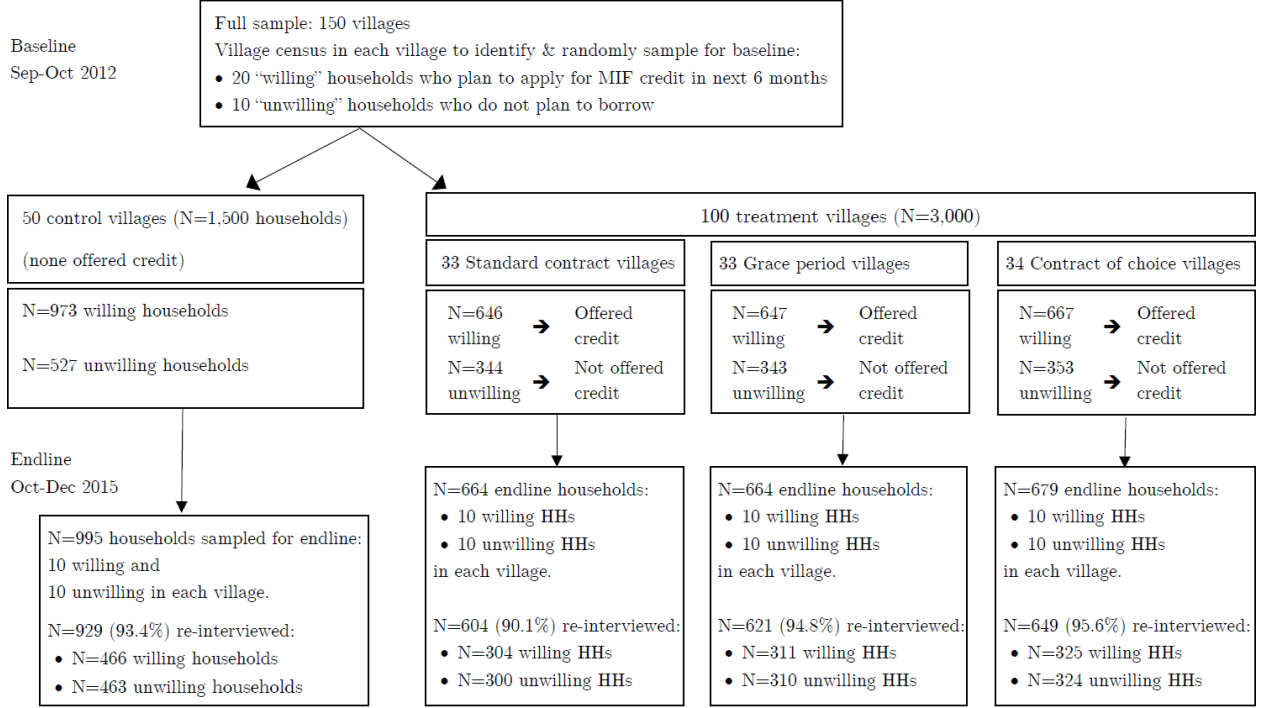 Baseline
Sep-Oct 2012
Full sample: 150 villages
Village census in each village to identify & randomly sample for baseline:
• 20 “willing” households who plan to apply for MIF credit in next 6 months
• 10 “unwilling” households who do not plan to borrow
50 control villages (N=1,500 households)
(none offered credit)
N=973 willing households
N=527 unwilling households
100 treatment villages (N=3,000)
33 Standard contract villages
N=646
willing
➔
Offered
credit
N=344
unwilling
➔
Not offered
credit
33 Grace period villages
N=647
willing
➔
Offered
credit
N=343
unwilling
➔
Not offered
credit
34 Contract of choice villages
N=667
willing
➔
Offered
credit
N=353
unwilling
➔
Not offered
credit
Endline
Oct-Dec 2015
N=995 households sampled for endline:
10 willing and
10 unwilling in each village.
N=929 (93.4%) re-interviewed:
• N=466 willing households
• N=463 unwilling households
N=664 endline households:
• 10 willing HHs
• 10 unwilling HHs
in each village.
N=604 (90.1%) re-interviewed:
• N=304 willing HHs
• N=300 unwilling HHs
N=664 endline households:
• 10 willing HHs
• 10 unwilling HHs
in each village.
N=621 (94.8%) re-interviewed:
• N=311 willing HHs
• N=310 unwilling HHs
N=679 endline households:
• 10 willing HHs
• 10 unwilling HHs
in each village.
N=649 (95.6%) re-interviewed:
• N=325 willing HHs
• N=324 unwilling HHs